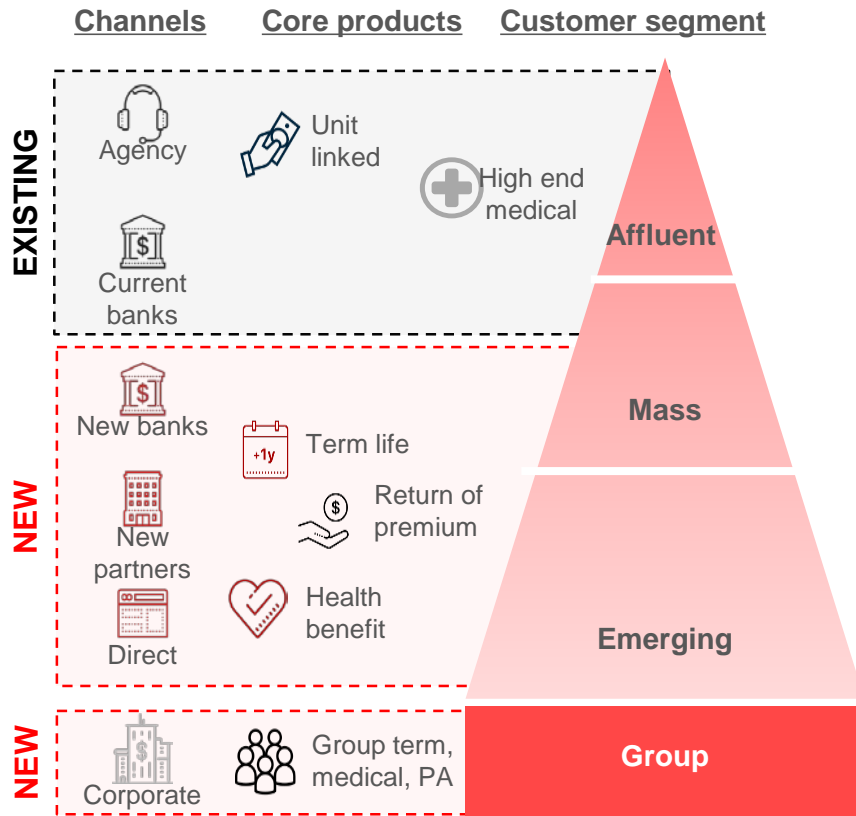 Channels
Core products
Customer segment
EXISTING
Agency
Unit
linked
High end
medical
Current
banks
Affluent
NEW
New banks
+1y
Term life
Mass
New
partners
$
Return of
premium
Direct
Health
benefit
Emerging
NEW
$
Corporate
Group term,
medical, PA
Group
$
$